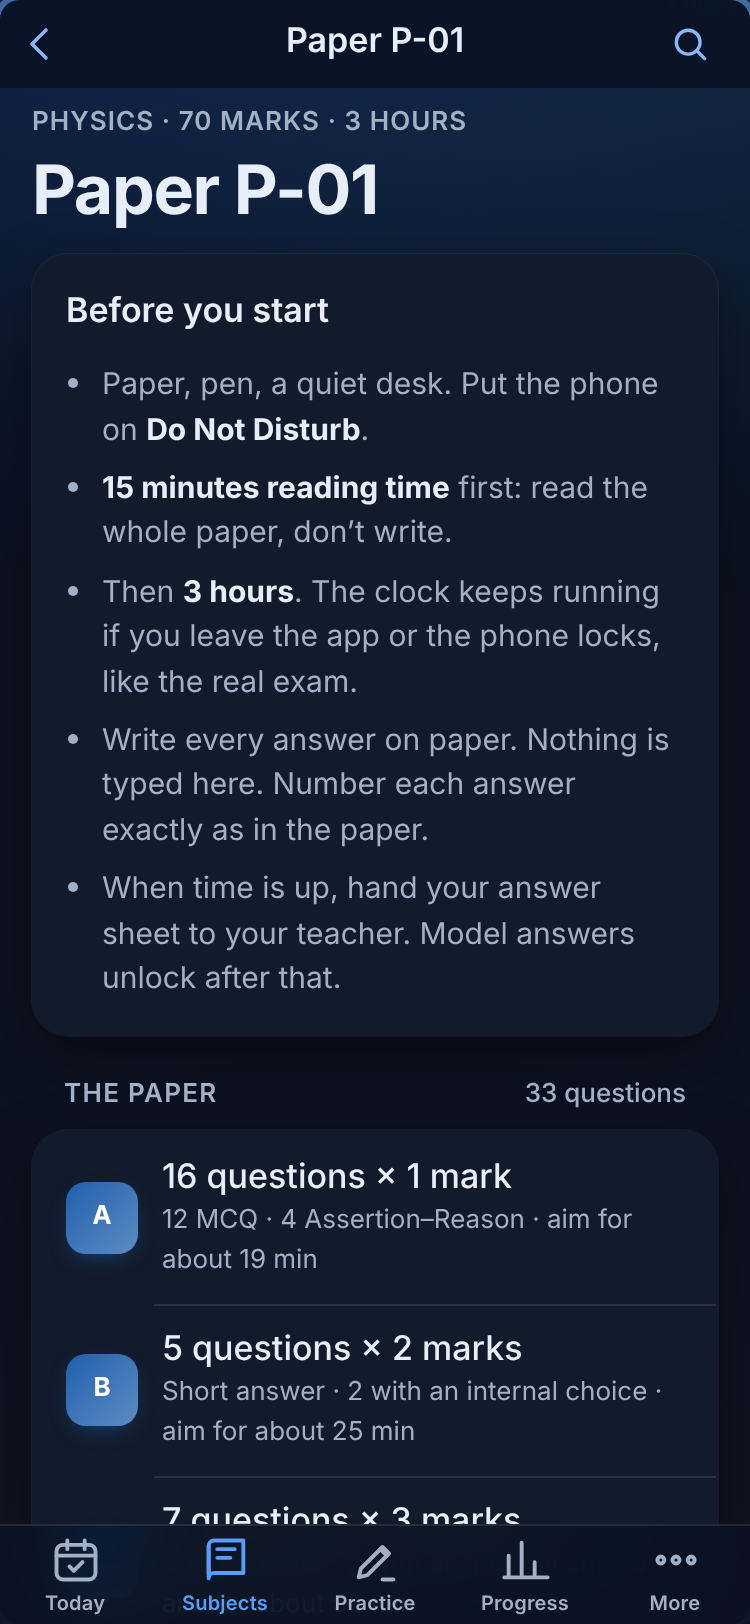 Paper P-01
PHYSICS · 70 MARKS · 3 HOURS
Paper P-01
Before you start
• Paper, pen, a quiet desk. Put the phone
on Do Not Disturb.
• 15 minutes reading time first: read the
whole paper, don’t write.
• Then 3 hours. The clock keeps running
if you leave the app or the phone locks,
like the real exam.
• Write every answer on paper. Nothing is
typed here. Number each answer
exactly as in the paper.
• When time is up, hand your answer
sheet to your teacher. Model answers
unlock after that.
THE PAPER 33 questions
A
16 questions × 1 mark
12 MCQ · 4 Assertion–Reason · aim for
about 19 min
B
5 questions × 2 marks
Short answer · 2 with an internal choice ·
aim for about 25 min
7 questions × 3 marks
Today Subjects Practice Progress More